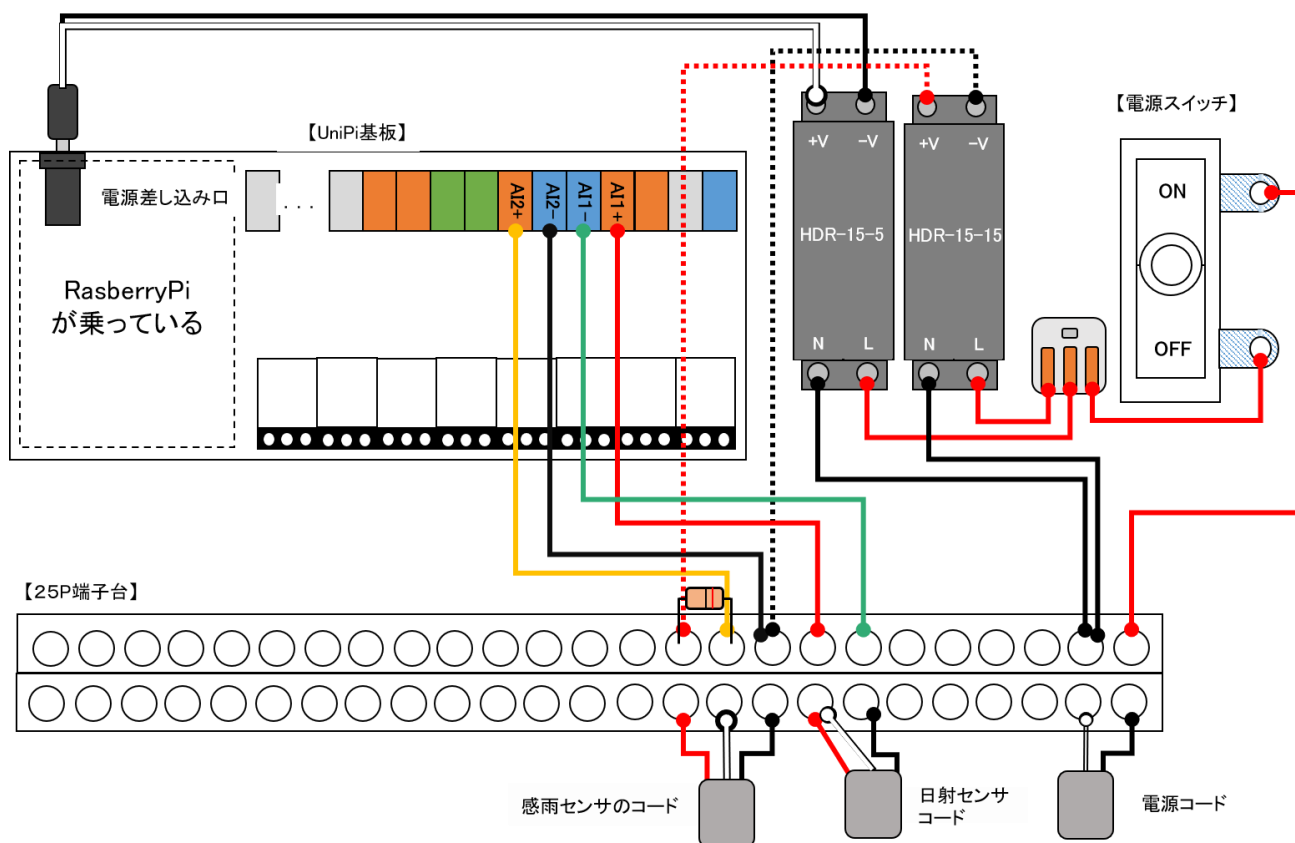 【電源スイッチ】
【UniPi基板】
+V
-V
+V
-V
電源差し込み口
. . .
AI2+
AI2-
AI1-
AI1+
ON
HDR-15-5
HDR-15-15
RasberryPi
が乗っている
N
L
N
L
OFF
【25P端子台】
感雨センサのコード
日射センサ
コード
電源コード